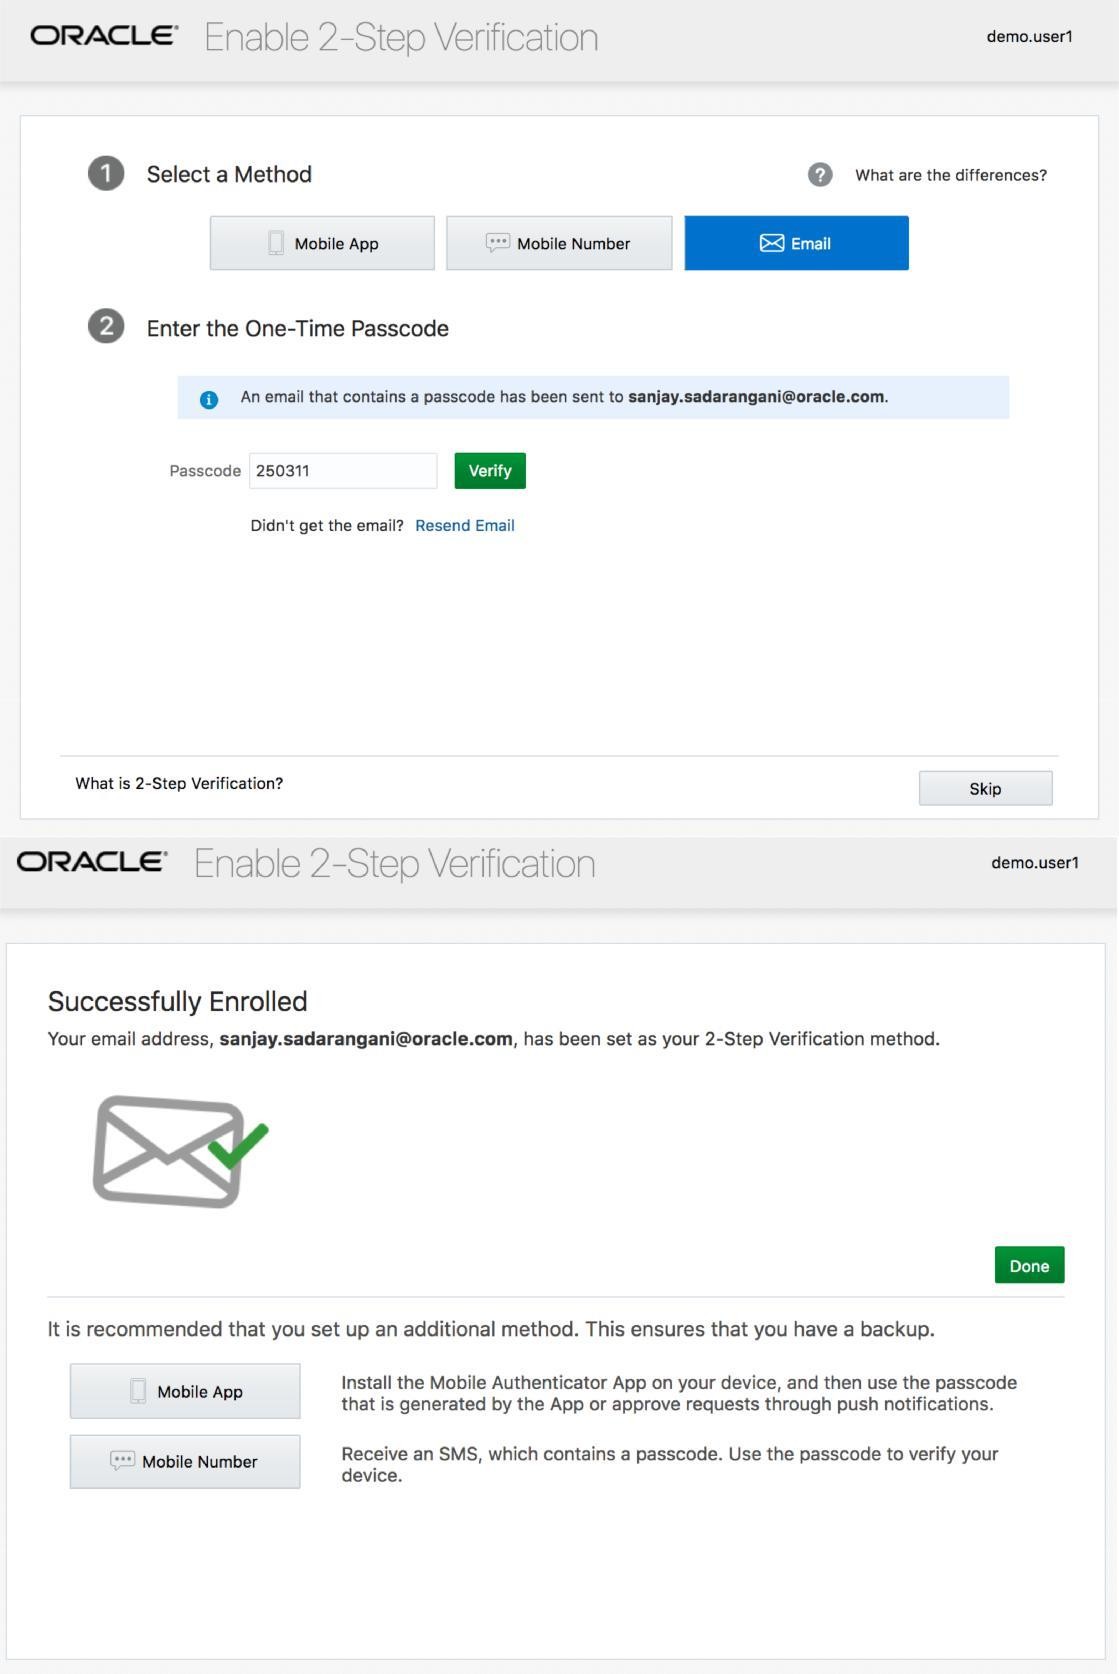 ORACLE® Enable 2-Step Verification demo.user1
1 Select a Method ? What are the differences?
Mobile App Mobile Number Email
2 Enter the One-Time Passcode
i An email that contains a passcode has been sent to sanjay.sadarangani@oracle.com.
Passcode 250311 Verify
Didn't get the email? Resend Email
What is 2-Step Verification? Skip
ORACLE® Enable 2-Step Verification demo.user1
Successfully Enrolled
Your email address, sanjay.sadarangani@oracle.com, has been set as your 2-Step Verification method.
Done
It is recommended that you set up an additional method. This ensures that you have a backup.
Mobile App Install the Mobile Authenticator App on your device, and then use the passcode
that is generated by the App or approve requests through push notifications.
Mobile Number Receive an SMS, which contains a passcode. Use the passcode to verify your
device.